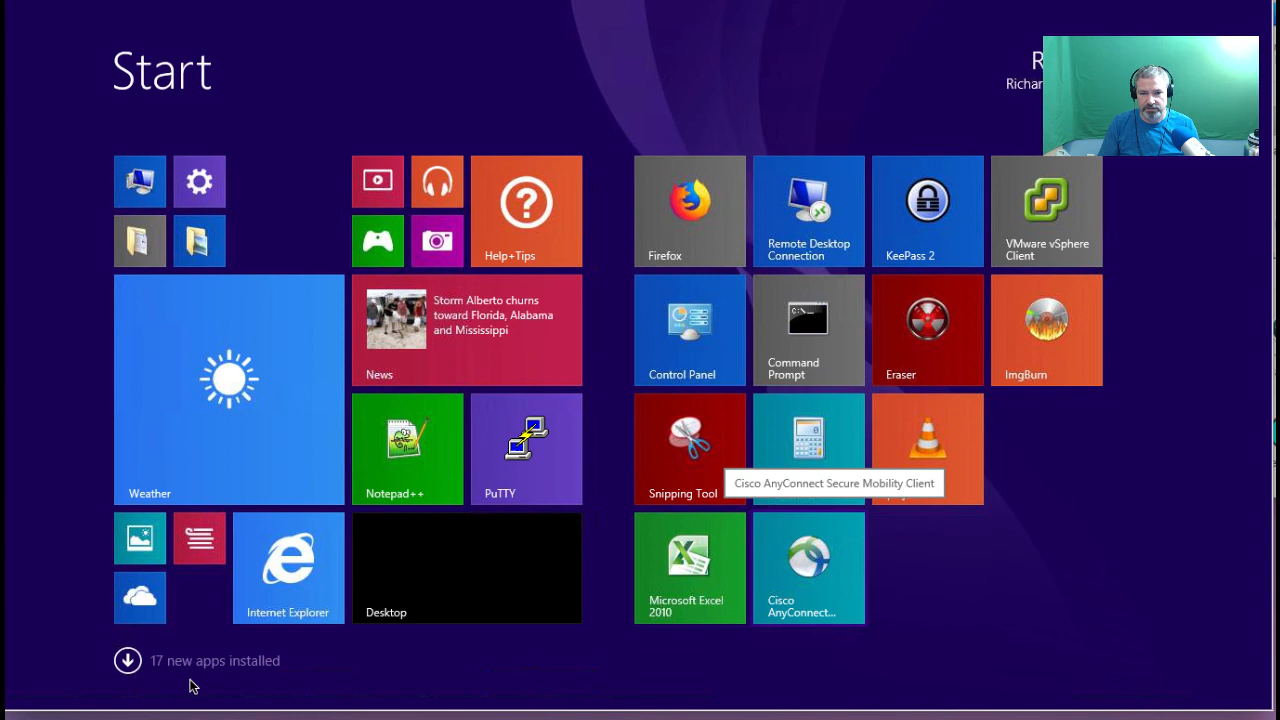 Start
R
Richar
Help+Tips
Firefox
Remote Desktop
Connection
KeePass 2
VMware vSphere
Client
Storm Alberto churns
toward Florida, Alabama
and Mississippi
News
Control Panel
C:\_
Command
Prompt
Eraser
ImgBurn
Weather
Notepad++
PuTTY
Snipping Tool
Cisco AnyConnect Secure Mobility Client
Internet Explorer
Desktop
Microsoft Excel
2010
Cisco
AnyConnect...
17 new apps installed